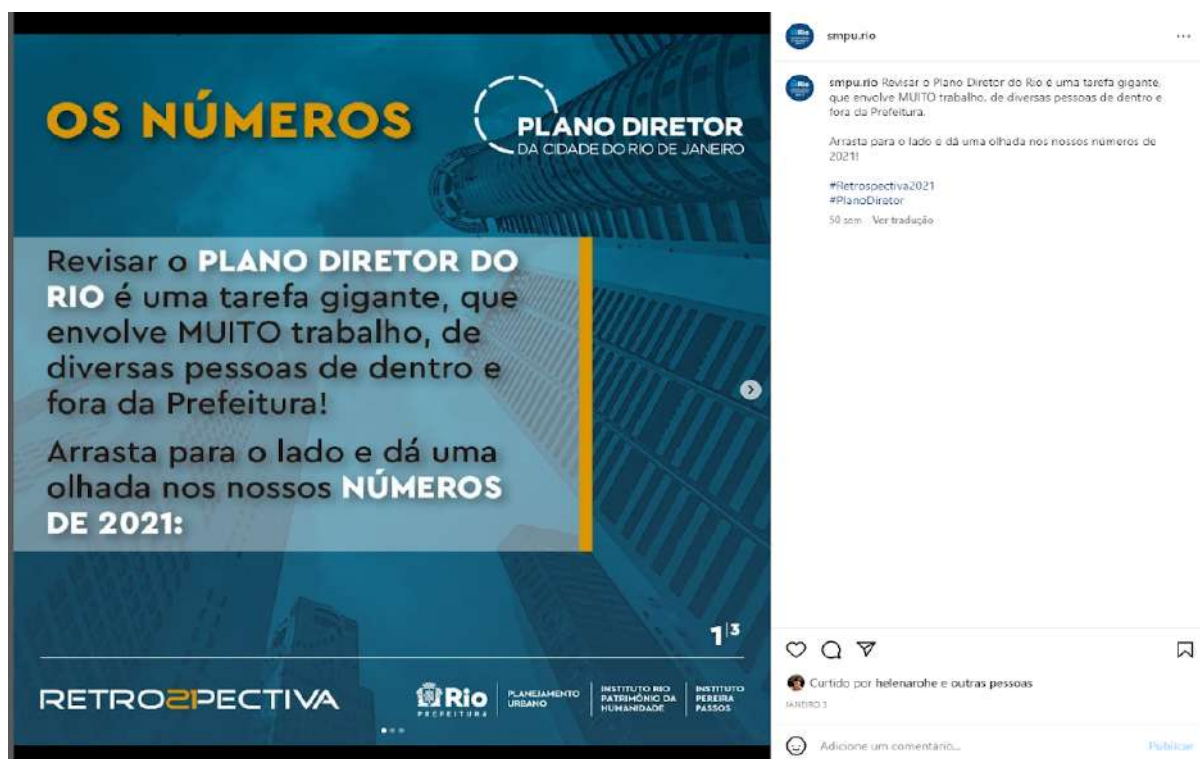 OS NÚMEROS
PLANO DIRETOR
DA CIDADE DO RIO DE JANEIRO
Revisar o PLANO DIRETOR DO
RIO é uma tarefa gigante, que
envolve MUITO trabalho, de
diversas pessoas de dentro e
fora da Prefeitura!
Arrasta para o lado e dá uma
olhada nos nossos NÚMEROS
DE 2021:
1|3
RETRO21PECTIVA
Rio
PREFEITURA
PLANEJAMENTO
URBANO
INSTITUTO RIO
PATRIMÔNIO DA
HUMANIDADE
INSTITUTO
PEREIRA
PASSOS
smpu.rio
smpu.rio Revisar o Plano Diretor do Rio é uma tarefa gigante,
que envolve MUITO trabalho, de diversas pessoas de dentro e
fora da Prefeitura.
Arrasta para o lado e dá uma olhada nos nossos números de
2021!
#Retrospectiva2021
#PlanoDiretor
50 sem Ver tradução
Curtido por helenarohe e outras pessoas
JANEIRO 3
Adicione um comentário...
Publicar